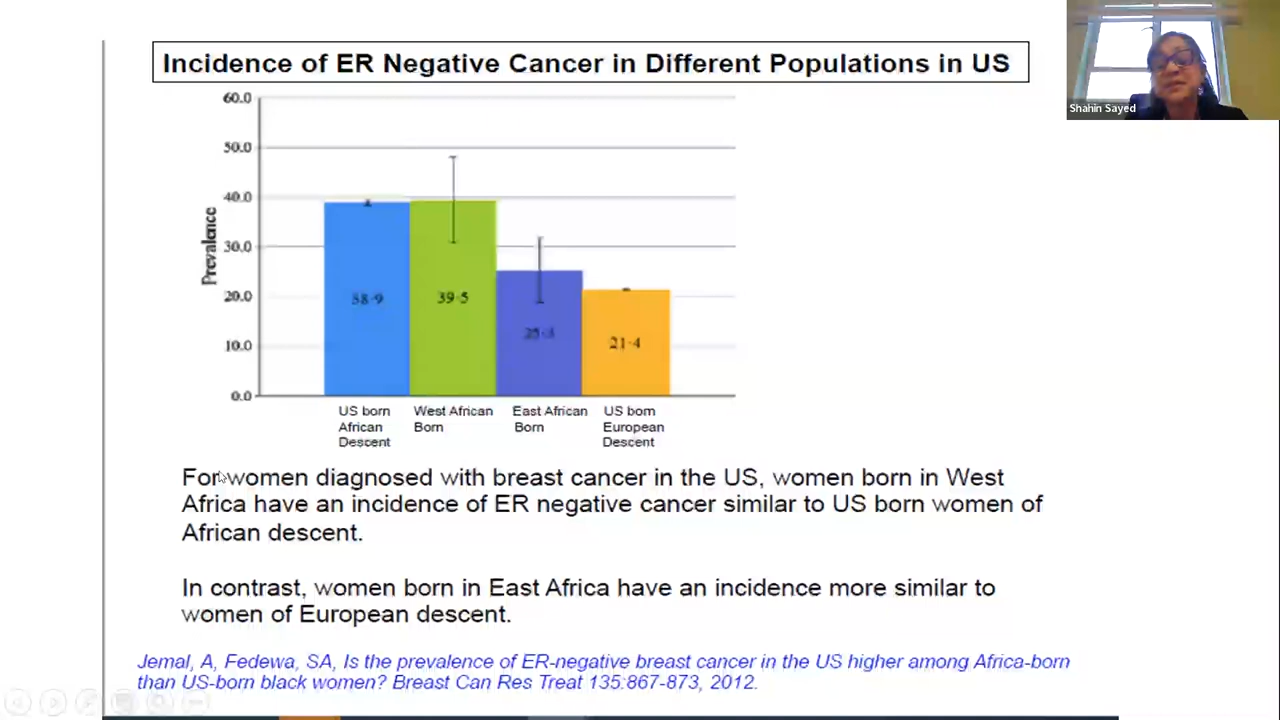 Incidence of ER Negative Cancer in Different Populations in US
Shahin Sayed
60.0
50.0
40.0
30.0
20.0
10.0
0.0
Prevalence
38·9
39·5
21·4
US born African Descent
West African Born
East African Born
US born European Descent
For women diagnosed with breast cancer in the US, women born in West
Africa have an incidence of ER negative cancer similar to US born women of
African descent.
In contrast, women born in East Africa have an incidence more similar to
women of European descent.
Jemal, A, Fedewa, SA, Is the prevalence of ER-negative breast cancer in the US higher among Africa-born
than US-born black women? Breast Can Res Treat 135:867-873, 2012.